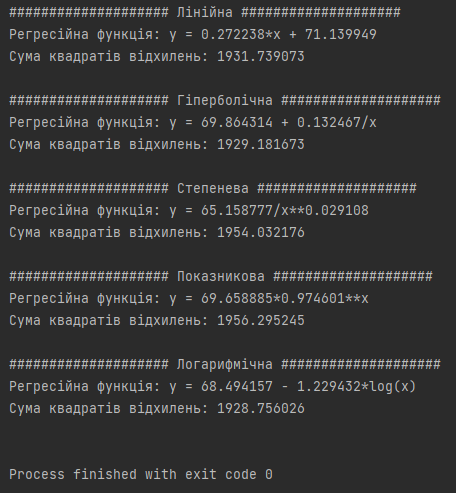 #################### Лінійна ####################
Регресійна функція: y = 0.272238*x + 71.139949
Сума квадратів відхилень: 1931.739073
#################### Гіперболічна ####################
Регресійна функція: y = 69.864314 + 0.132467/x
Сума квадратів відхилень: 1929.181673
#################### Степенева ####################
Регресійна функція: y = 65.158777/x**0.029108
Сума квадратів відхилень: 1954.032176
#################### Показникова ####################
Регресійна функція: y = 69.658885*0.974601**x
Сума квадратів відхилень: 1956.295245
#################### Логарифмічна ####################
Регресійна функція: y = 68.494157 - 1.229432*log(x)
Сума квадратів відхилень: 1928.756026
Process finished with exit code 0